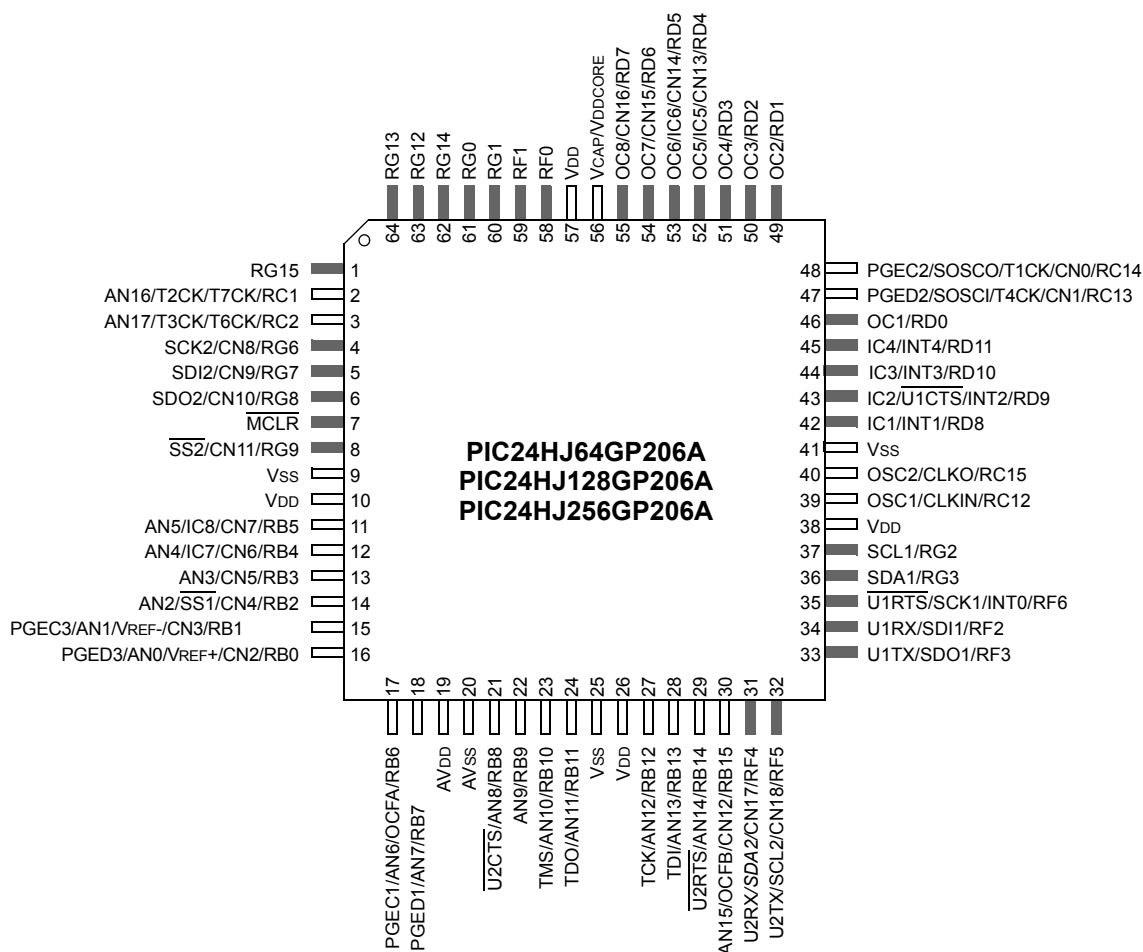 RG13
RG12
RG14
RG0
RG1
RF1
RF0
VDD
VCAP/VDDCORE
OC8/CN16/RD7
OC7/CN15/RD6
OC6/IC6/CN14/RD5
OC5/IC5/CN13/RD4
OC4/RD3
OC3/RD2
OC2/RD1
64
63
62
61
60
59
58
57
56
55
54
53
52
51
50
49
RG15 1
AN16/T2CK/T7CK/RC1 2
AN17/T3CK/T6CK/RC2 3
SCK2/CN8/RG6 4
SDI2/CN9/RG7 5
SDO2/CN10/RG8 6
MCLR 7
SS2/CN11/RG9 8
VSS 9
VDD 10
AN5/IC8/CN7/RB5 11
AN4/IC7/CN6/RB4 12
AN3/CN5/RB3 13
AN2/SS1/CN4/RB2 14
PGEC3/AN1/VREF-/CN3/RB1 15
PGED3/AN0/VREF+/CN2/RB0 16
PIC24HJ64GP206A
PIC24HJ128GP206A
PIC24HJ256GP206A
48 PGEC2/SOSCO/T1CK/CN0/RC14
47 PGED2/SOSCI/T4CK/CN1/RC13
46 OC1/RD0
45 IC4/INT4/RD11
44 IC3/INT3/RD10
43 IC2/U1CTS/INT2/RD9
42 IC1/INT1/RD8
41 VSS
40 OSC2/CLKO/RC15
39 OSC1/CLKIN/RC12
38 VDD
37 SCL1/RG2
36 SDA1/RG3
35 U1RTS/SCK1/INT0/RF6
34 U1RX/SDI1/RF2
33 U1TX/SDO1/RF3
17
18
19
20
21
22
23
24
25
26
27
28
29
30
31
32
PGEC1/AN6/OCFA/RB6
PGED1/AN7/RB7
AVDD
AVSS
U2CTS/AN8/RB8
AN9/RB9
TMS/AN10/RB10
TDO/AN11/RB11
VSS
VDD
TCK/AN12/RB12
TDI/AN13/RB13
U2RTS/AN14/RB14
AN15/OCFB/CN12/RB15
U2RX/SDA2/CN17/RF4
U2TX/SCL2/CN18/RF5